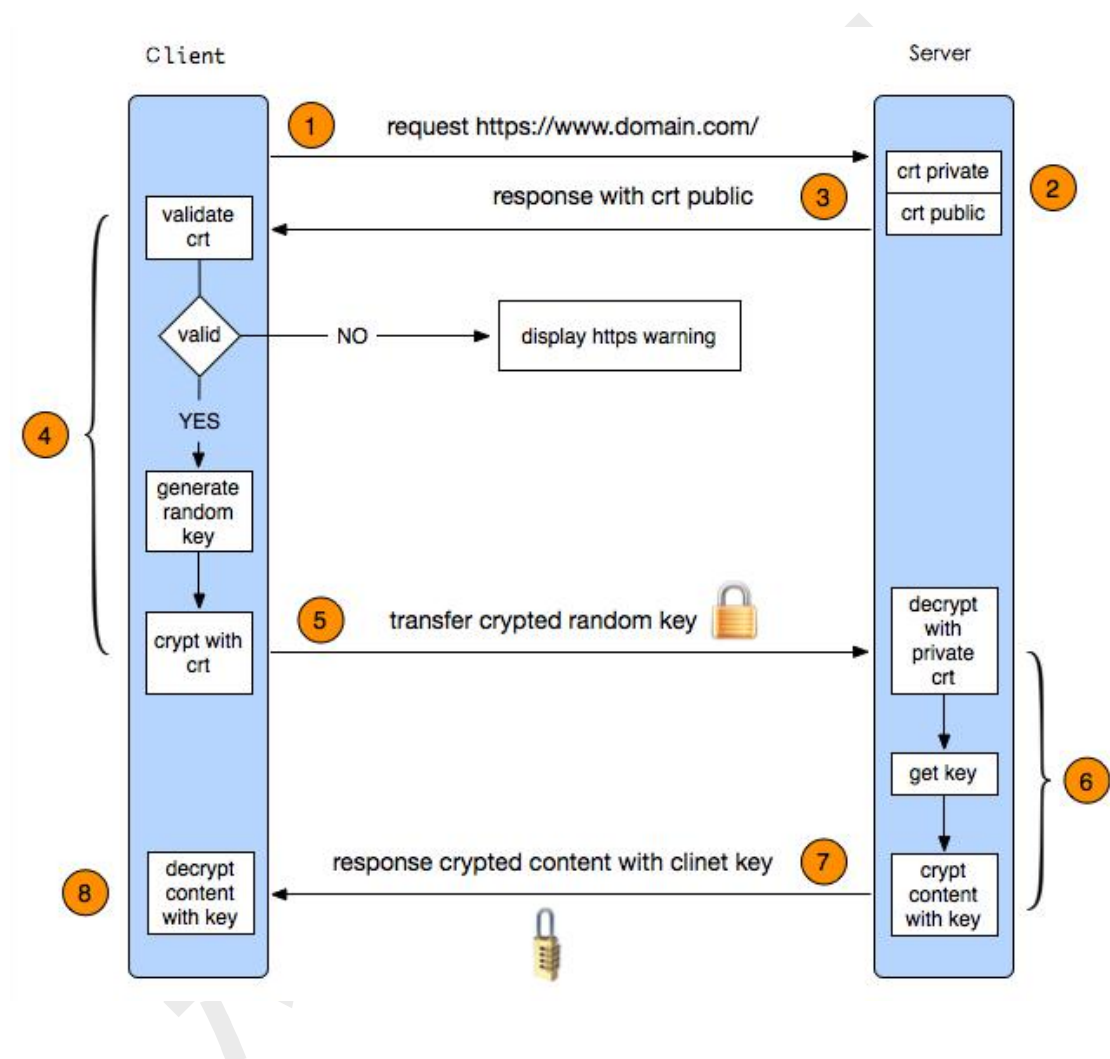 Client
Server
1
request https://www.domain.com/
crt private
2
response with crt public
3
crt public
validate
crt
valid
NO
display https warning
YES
4
generate
random
key
5
transfer crypted random key
decrypt
with
private
crt
crypt with
crt
get key
6
response crypted content with clinet key
7
8
decrypt
content
with key
crypt
content
with key